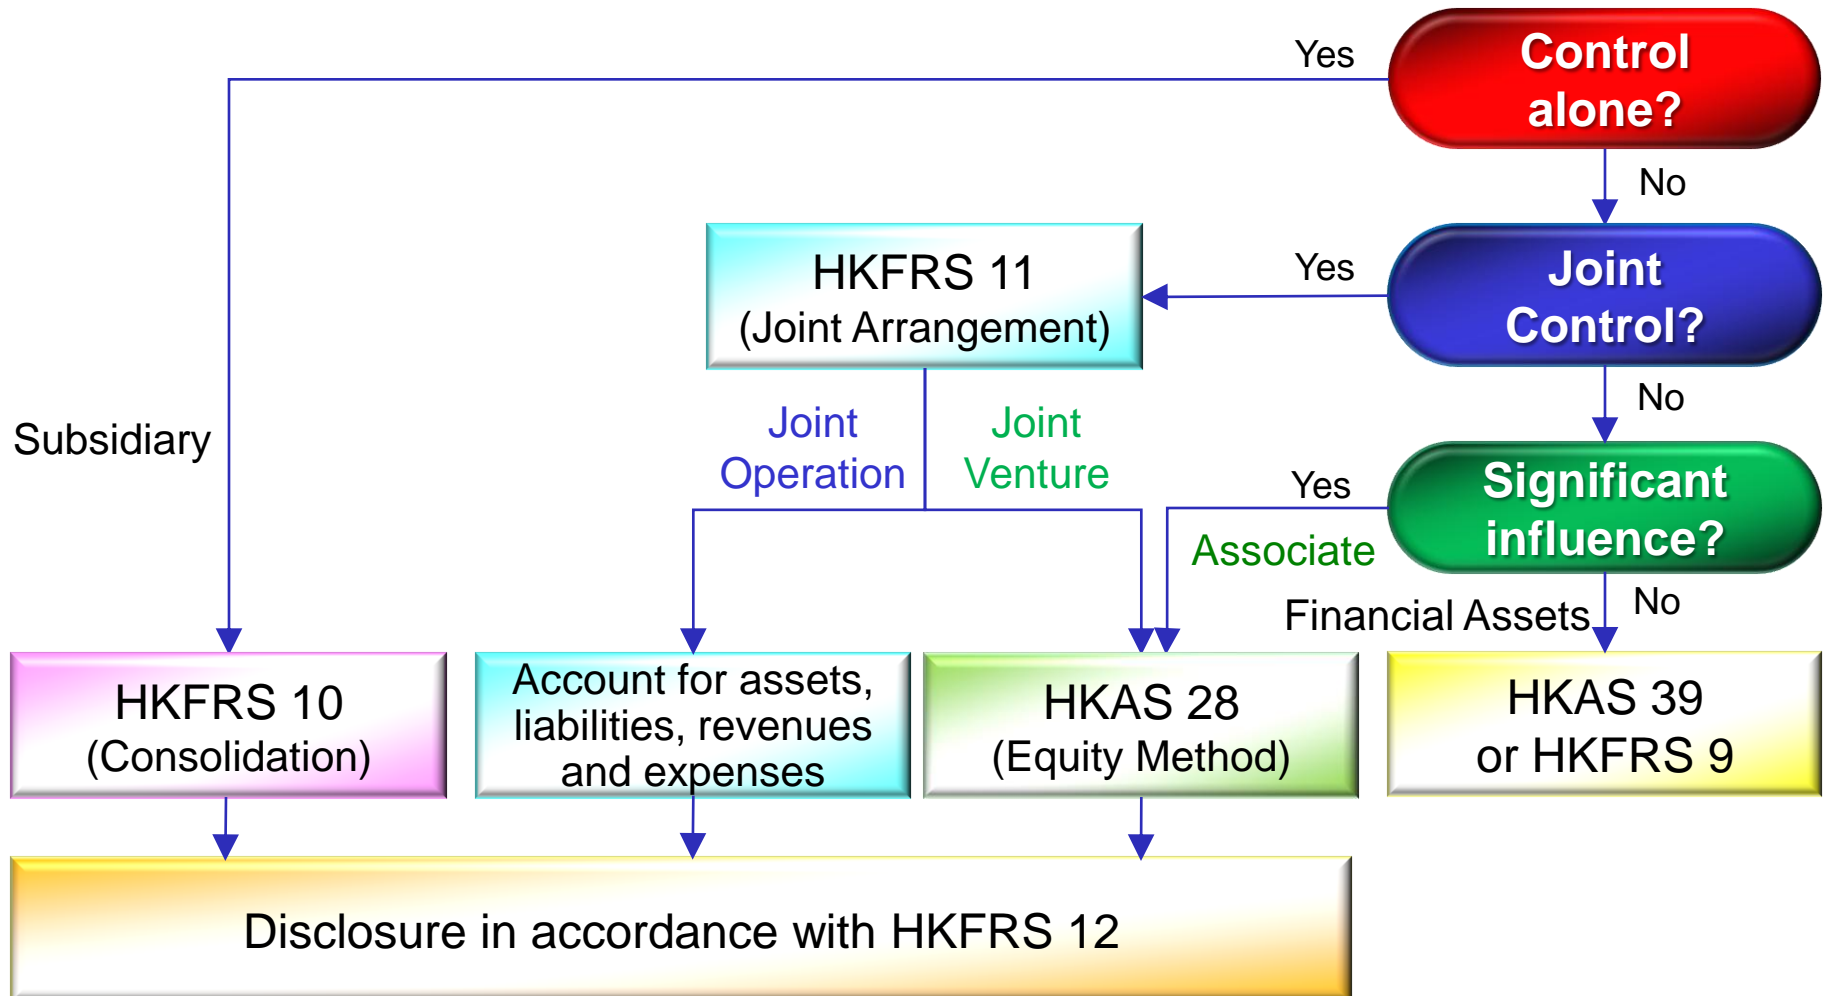 Yes
Control
alone?
No
HKFRS 11
(Joint Arrangement)
Yes
Joint
Control?
No
Subsidiary
Joint
Operation
Joint
Venture
Yes
Significant
influence?
Associate
Financial Assets
No
HKFRS 10
(Consolidation)
Account for assets,
liabilities, revenues
and expenses
HKAS 28
(Equity Method)
HKAS 39
or HKFRS 9
Disclosure in accordance with HKFRS 12